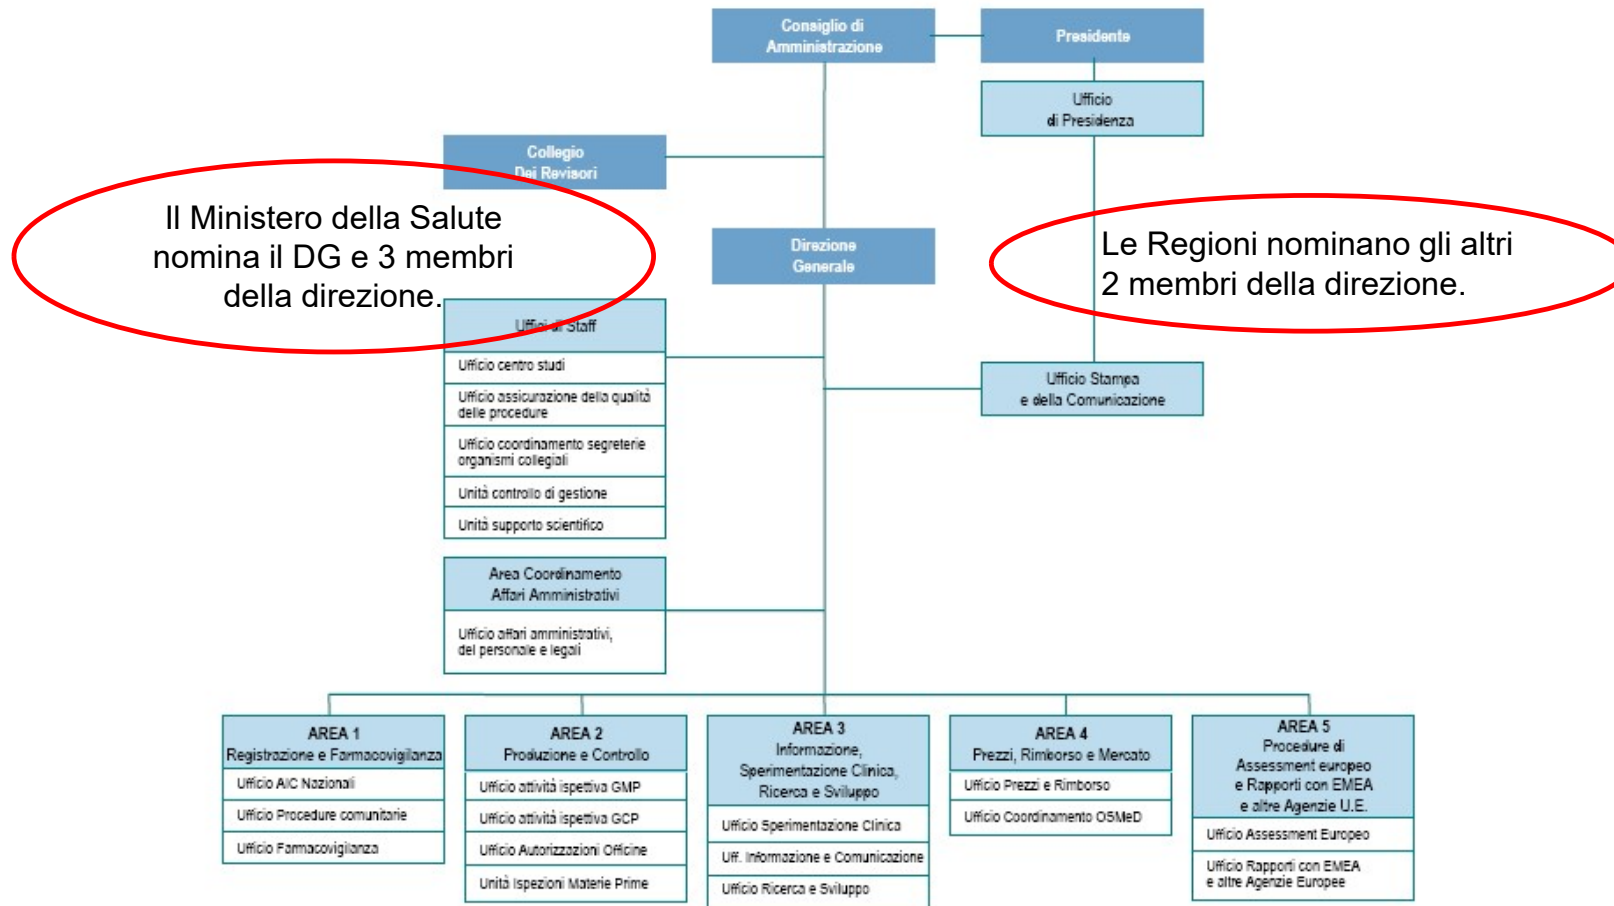 Consiglio di
Amministrazione
Presidente
Ufficio
di Presidenza
Collegio
Dei Revisori
Il Ministero della Salute
nomina il DG e 3 membri
della direzione.
Direzione
Generale
Le Regioni nominano gli altri
2 membri della direzione.
Uffici di Staff
Ufficio centro studi
Ufficio assicurazione della qualità
delle procedure
Ufficio coordinamento segreterie
organismi collegiali
Unità controllo di gestione
Unità supporto scientifico
Ufficio Stampa
e della Comunicazione
Area Coordinamento
Affari Amministrativi
Ufficio affari amministrativi,
del personale e legali
AREA 1
Registrazione e Farmacovigilanza
Ufficio AIC Nazionali
Ufficio Procedure comunitarie
Ufficio Farmacovigilanza
AREA 2
Produzione e Controllo
Ufficio attività ispettiva GMP
Ufficio attività ispettiva GCP
Ufficio Autorizzazioni Officine
Unità Ispezioni Materie Prime
AREA 3
Informazione,
Sperimentazione Clinica,
Ricerca e Sviluppo
Ufficio Sperimentazione Clinica
Uff. Informazione e Comunicazione
Ufficio Ricerca e Sviluppo
AREA 4
Prezzi, Rimborso e Mercato
Ufficio Prezzi e Rimborso
Ufficio Coordinamento OSMeD
AREA 5
Procedure di
Assessment europeo
e Rapporti con EMEA
e altre Agenzie U.E.
Ufficio Assessment Europeo
Ufficio Rapporti con EMEA
e altre Agenzie Europee